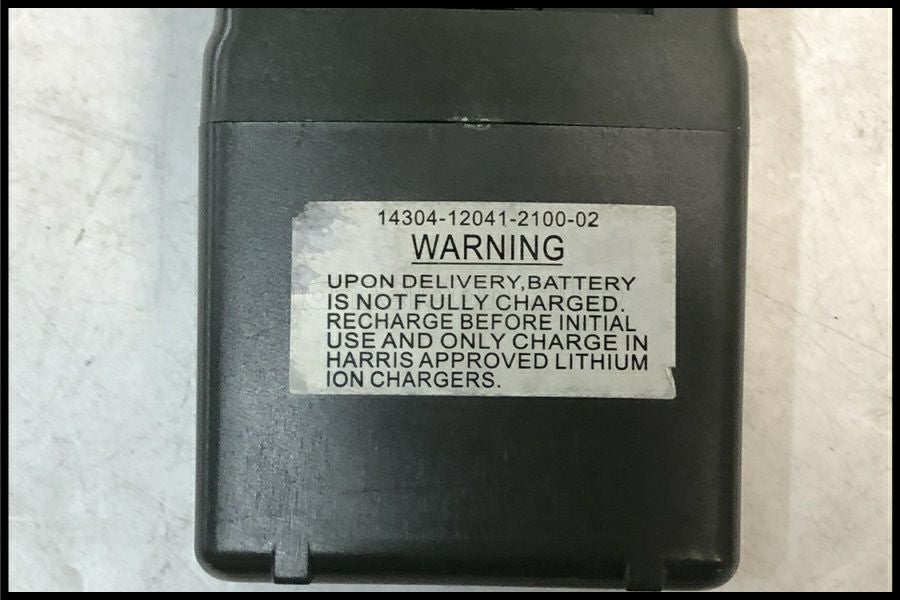 14304-12041-2100-02
WARNING
UPON DELIVERY,BATTERY
IS NOT FULLY CHARGED.
RECHARGE BEFORE INITIAL
USE AND ONLY CHARGE IN
HARRIS APPROVED LITHIUM
ION CHARGERS.